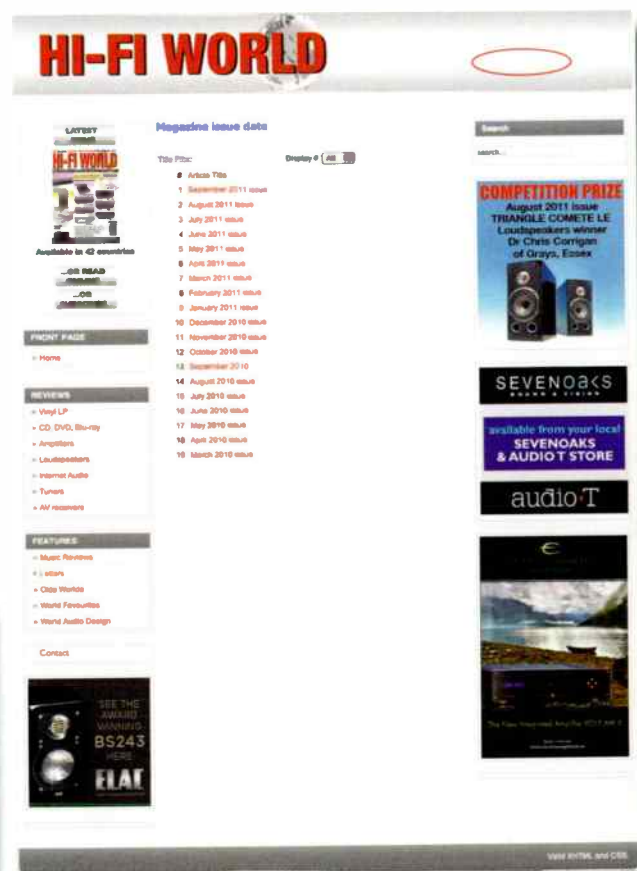 HI-FI WORLD
LATEST
HI-FI WORLD
Available in 42 countries
...OR READ
...OR
FRONT PAGE
Home
REVIEWS
Vinyl LP
CD, DVD, Blu-ray
Amplifiers
Loudspeakers
Internet Audio
Tuners
AV receivers
FEATURES
Music Reviews
Letters
Olde Worlde
World Favourites
World Audio Design
Contact
SEE THE
AWARD
WINNING
BS243
HERE
ELAC
Magazine issue date
Title Filter
Display # All
# Article Title
1 September 2011 issue
2 August 2011 issue
3 July 2011 issue
4 June 2011 issue
5 May 2011 issue
6 April 2011 issue
7 March 2011 issue
8 February 2011 issue
9 January 2011 issue
10 December 2010 issue
11 November 2010 issue
12 October 2010 issue
13 September 2010
14 August 2010 issue
15 July 2010 issue
16 June 2010 issue
17 May 2010 issue
18 April 2010 issue
19 March 2010 issue
Search
search...
COMPETITION PRIZE
August 2011 issue
TRIANGLE COMETE LE
Loudspeakers winner
Dr Chris Corrigan
of Grays, Essex
SEVENOAKS
SOUND & VISION
available from your local
SEVENOAKS
& AUDIO T STORE
audio·T
Valid XHTML and CSS